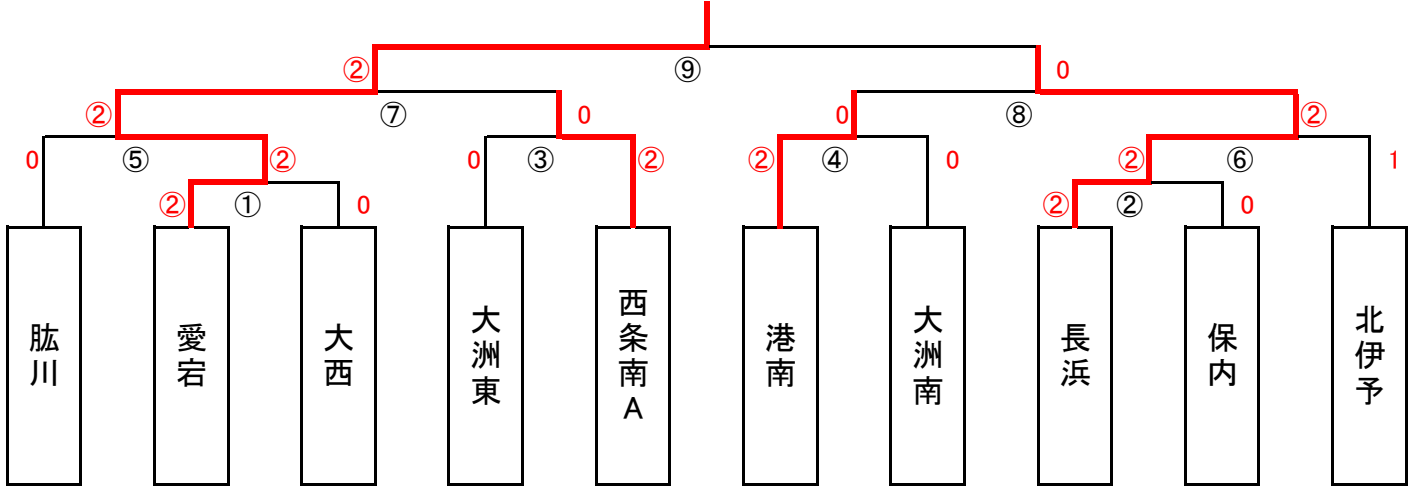 ⑨
② 0
⑦ ⑧
② 0 0 ②
⑤ ③ ④ ⑥
0 ② 0 ② ② 0 ② 1
① ②
② 0 ② 0
肱川
愛宕
大西
大洲東
西条南A
港南
大洲南
長浜
保内
北伊予